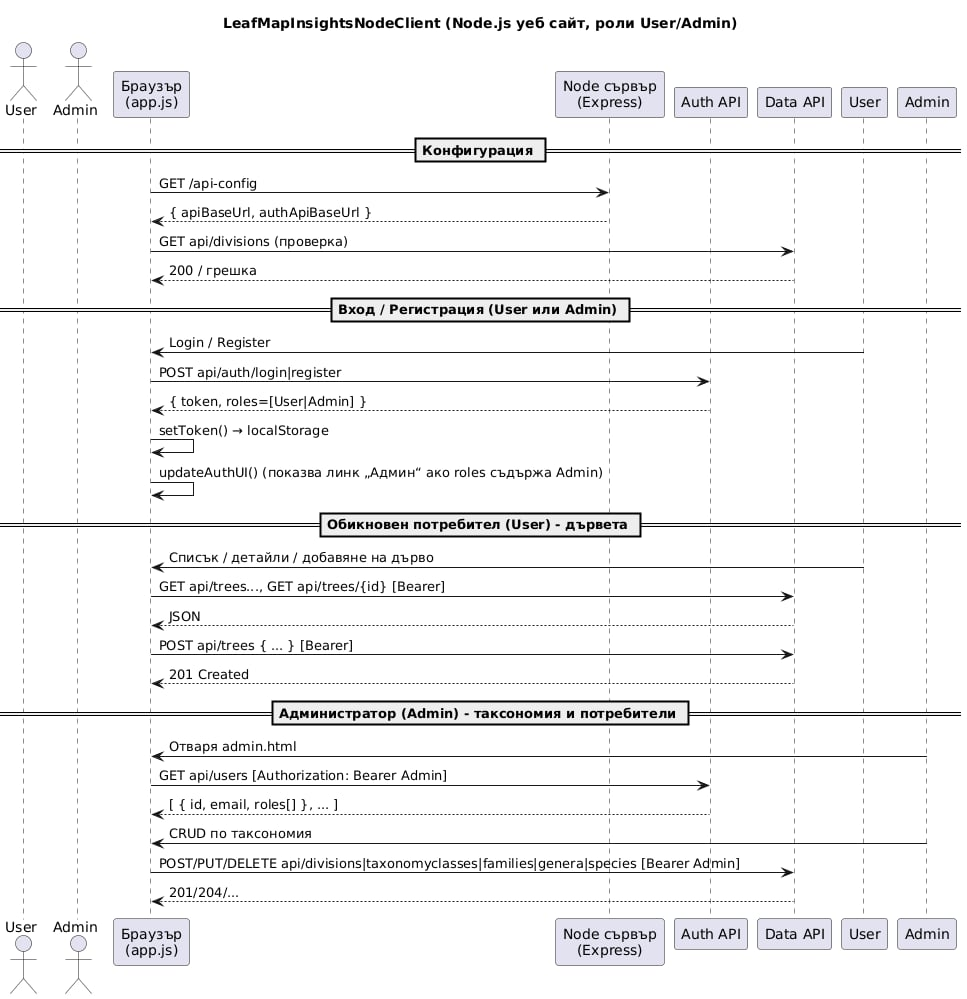 LeafMapInsightsNodeClient (Node.js уеб сайт, роли User/Admin)
User
Admin
Браузър
(app.js)
Node сървър
(Express)
Auth API
Data API
User
Admin
Конфигурация
GET /api-config
{ apiBaseUrl, authApiBaseUrl }
GET api/divisions (проверка)
200 / грешка
Вход / Регистрация (User или Admin)
Login / Register
POST api/auth/login|register
{ token, roles=[User|Admin] }
setToken() → localStorage
updateAuthUI() (показва линк „Админ“ ако roles съдържа Admin)
Обикновен потребител (User) - дървета
Списък / детайли / добавяне на дърво
GET api/trees..., GET api/trees/{id} [Bearer]
JSON
POST api/trees { ... } [Bearer]
201 Created
Администратор (Admin) - таксономия и потребители
Отваря admin.html
GET api/users [Authorization: Bearer Admin]
[ { id, email, roles[] }, ... ]
CRUD по таксономия
POST/PUT/DELETE api/divisions|taxonomyclasses|families|genera|species [Bearer Admin]
201/204/...
User
Admin
Браузър
(app.js)
Node сървър
(Express)
Auth API
Data API
User
Admin